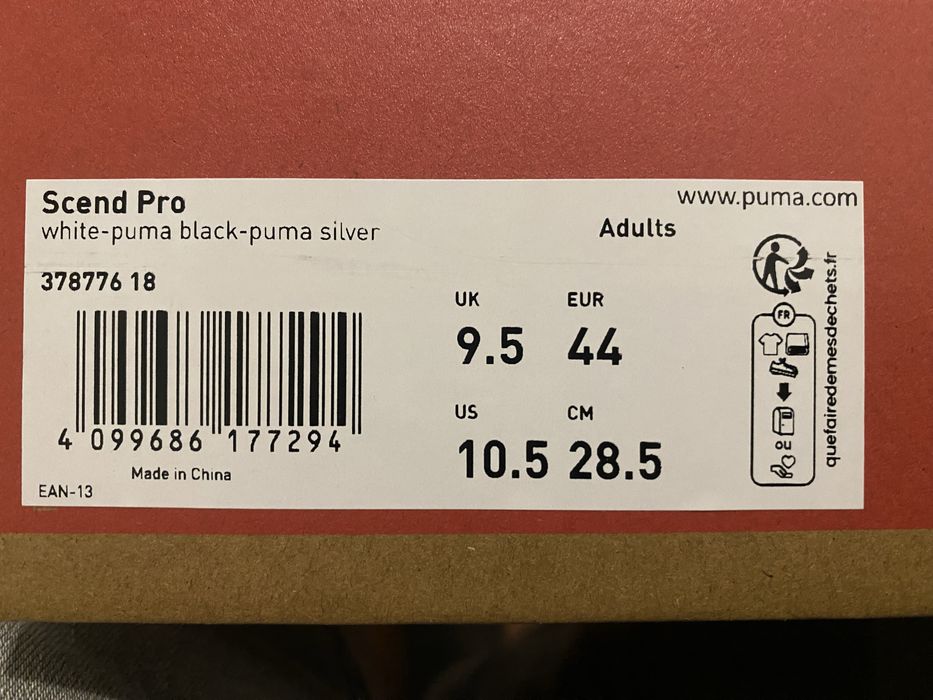 Scend Pro
white-puma black-puma silver
www.puma.com
Adults
378776 18
UK
EUR
9.5
44
US
CM
10.5
28.5
4 099686 177294
Made in China
EAN-13
FR
ou
quefairedemesdechets.fr